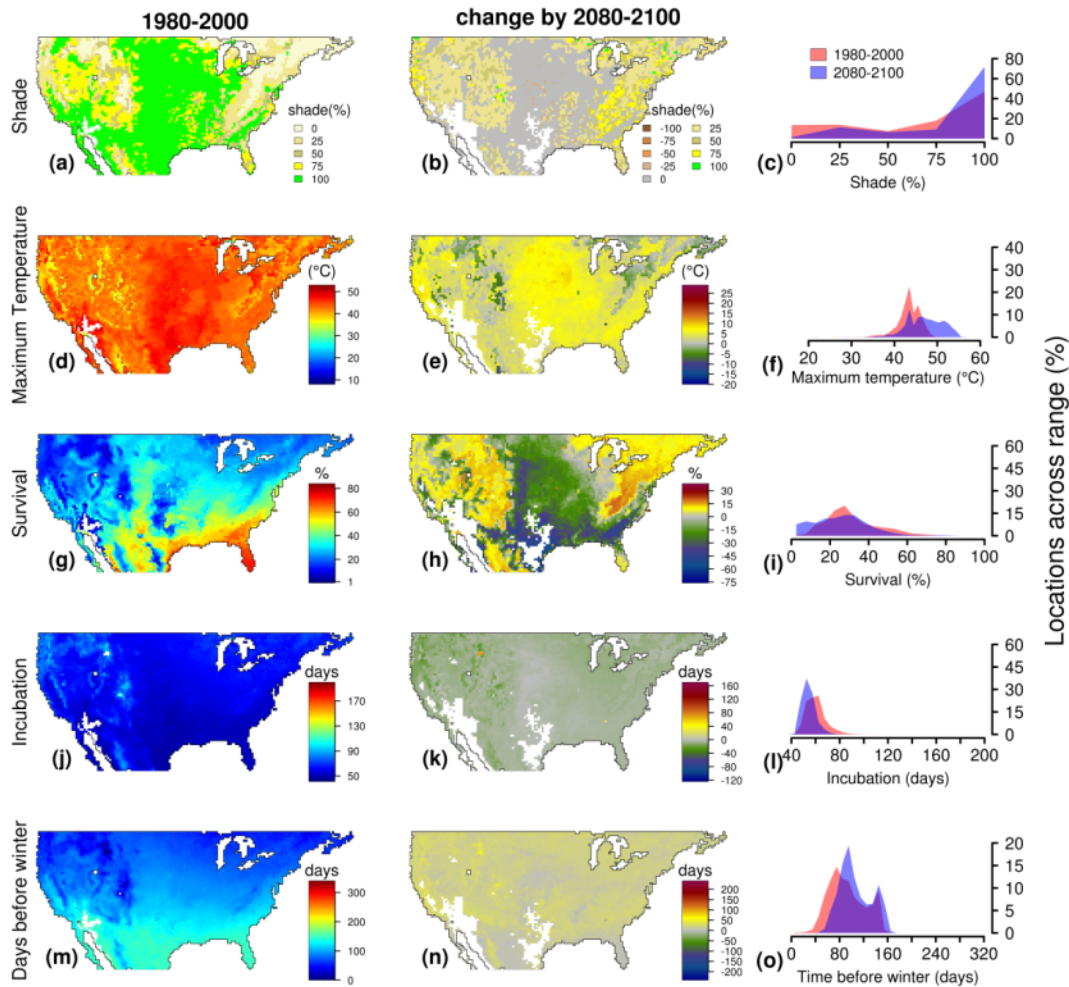 1980-2000
change by 2080-2100
Shade
(a)
shade(%)
0
25
50
75
100
(b)
shade(%)
-100
-75
-50
-25
0
25
50
75
100
1980-2000
2080-2100
80
60
40
20
0
0 25 50 75 100
(c)
Shade (%)
Maximum Temperature
(d)
(°C)
50
40
30
20
10
(e)
(°C)
25
20
15
10
5
0
-5
-10
-15
-20
40
30
20
10
0
20 30 40 50 60
(f)
Maximum temperature (°C)
Survival
(g)
%
80
60
40
20
1
(h)
%
30
15
0
-15
-30
-45
-60
-75
60
45
30
15
0
0 20 40 60 80 100
(i)
Survival (%)
Incubation
(j)
days
170
130
90
50
(k)
days
160
120
80
40
0
-40
-80
-120
60
45
30
15
0
40 80 120 160 200
(l)
Incubation (days)
Days before winter
(m)
days
300
200
100
0
(n)
days
200
150
100
50
0
-50
-100
-150
-200
20
15
10
5
0
0 80 160 240 320
(o)
Time before winter (days)
Locations across range (%)